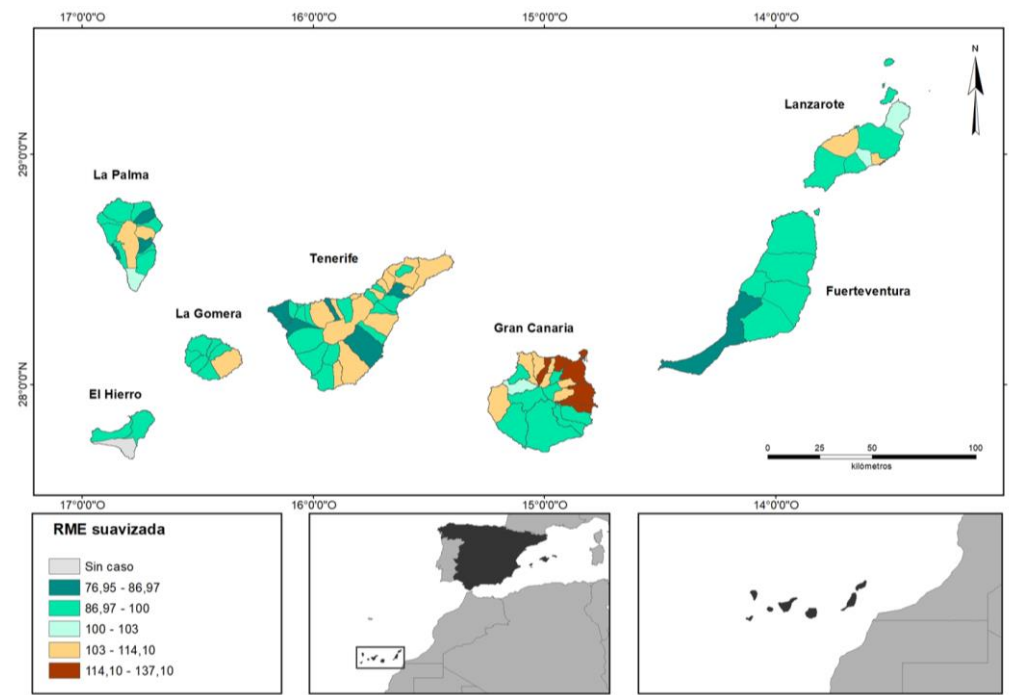 17°0'0"O 16°0'0"O 15°0'0"O 14°0'0"O
N
Lanzarote
29°0'0"N
La Palma
Tenerife
Fuerteventura
La Gomera
Gran Canaria
28°0'0"N
El Hierro
0 25 50 100
kilómetros
17°0'0"O 16°0'0"O 15°0'0"O 14°0'0"O
RME suavizada
Sin caso
76,95 - 86,97
86,97 - 100
100 - 103
103 - 114,10
114,10 - 137,10